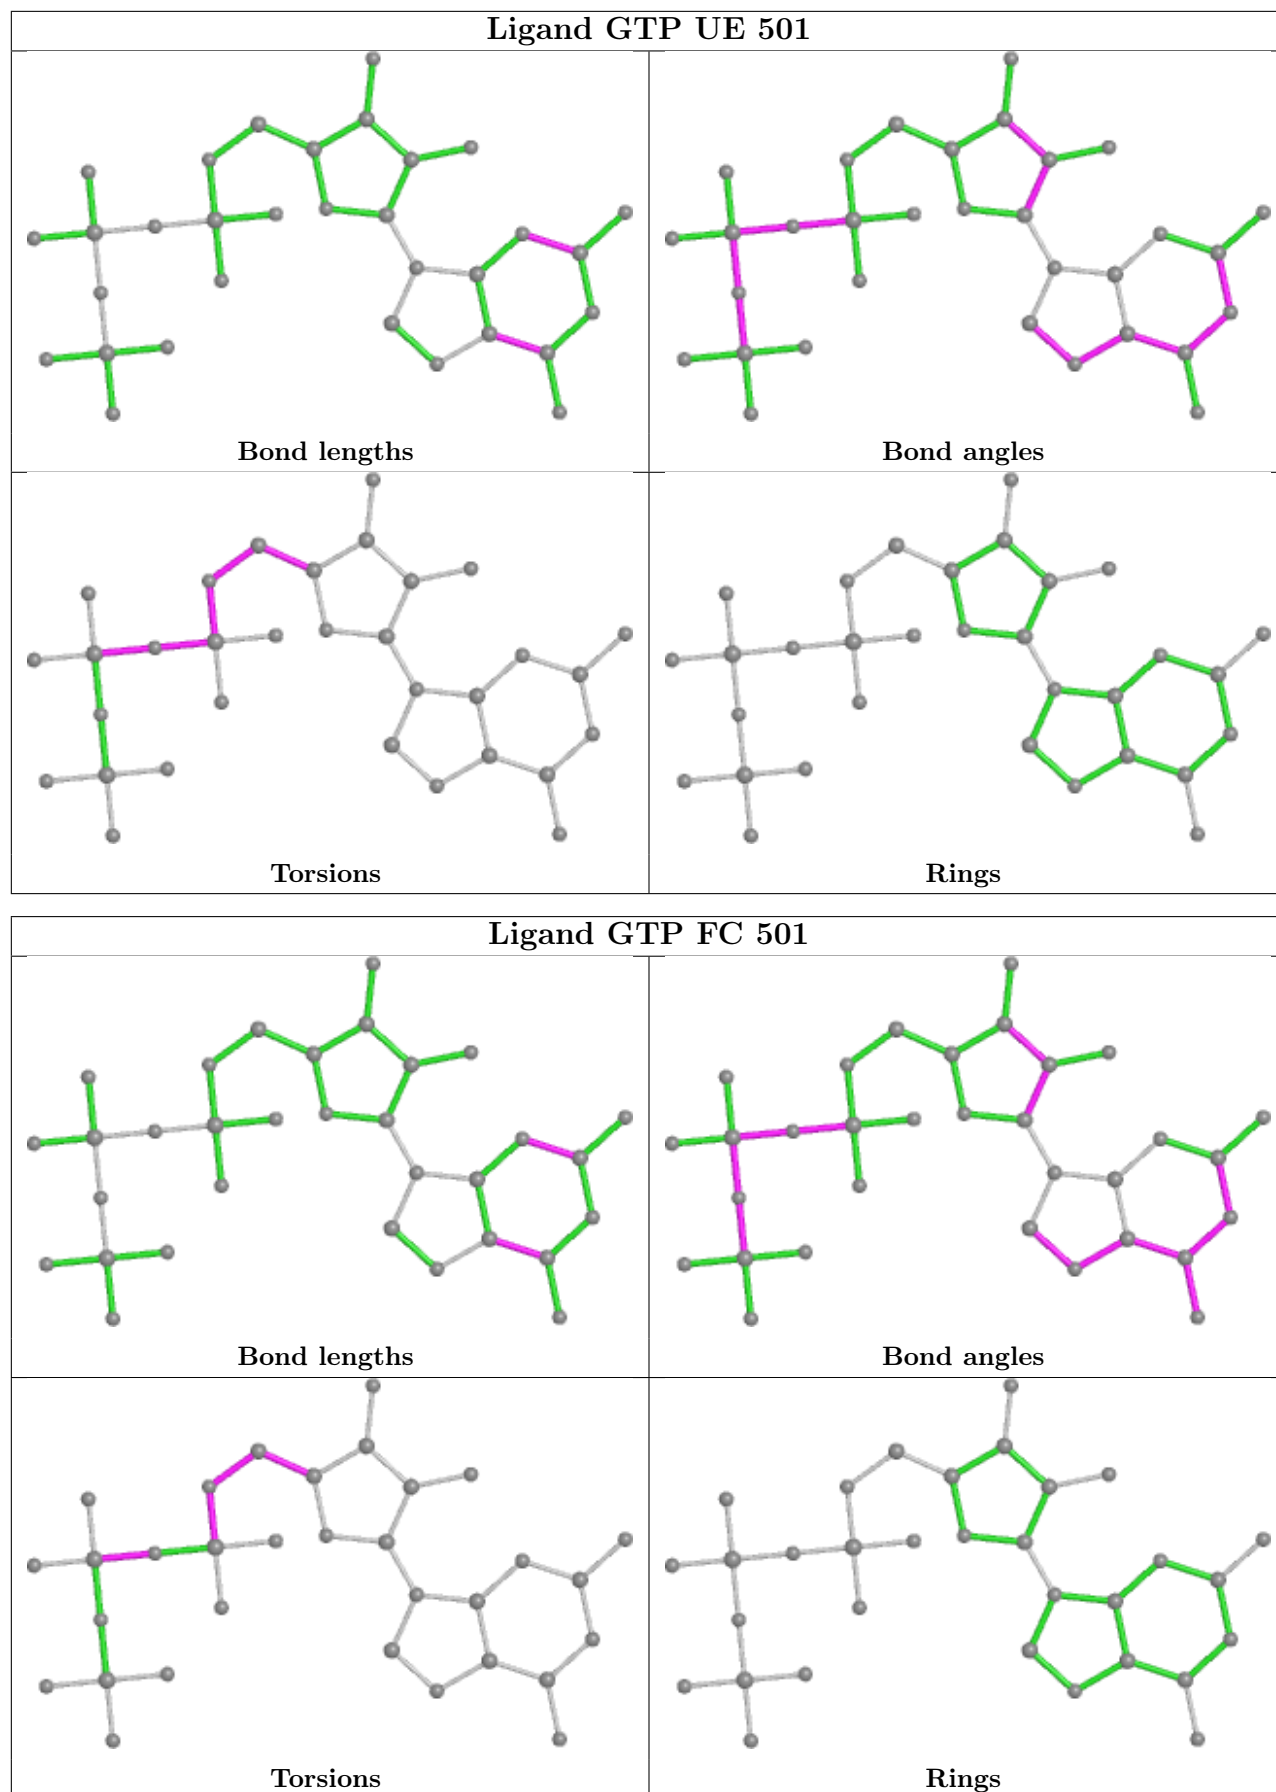 Ligand GTP UE 501
Bond lengths
Bond angles
Torsions
Rings
Ligand GTP FC 501
Bond lengths
Bond angles
Torsions
Rings